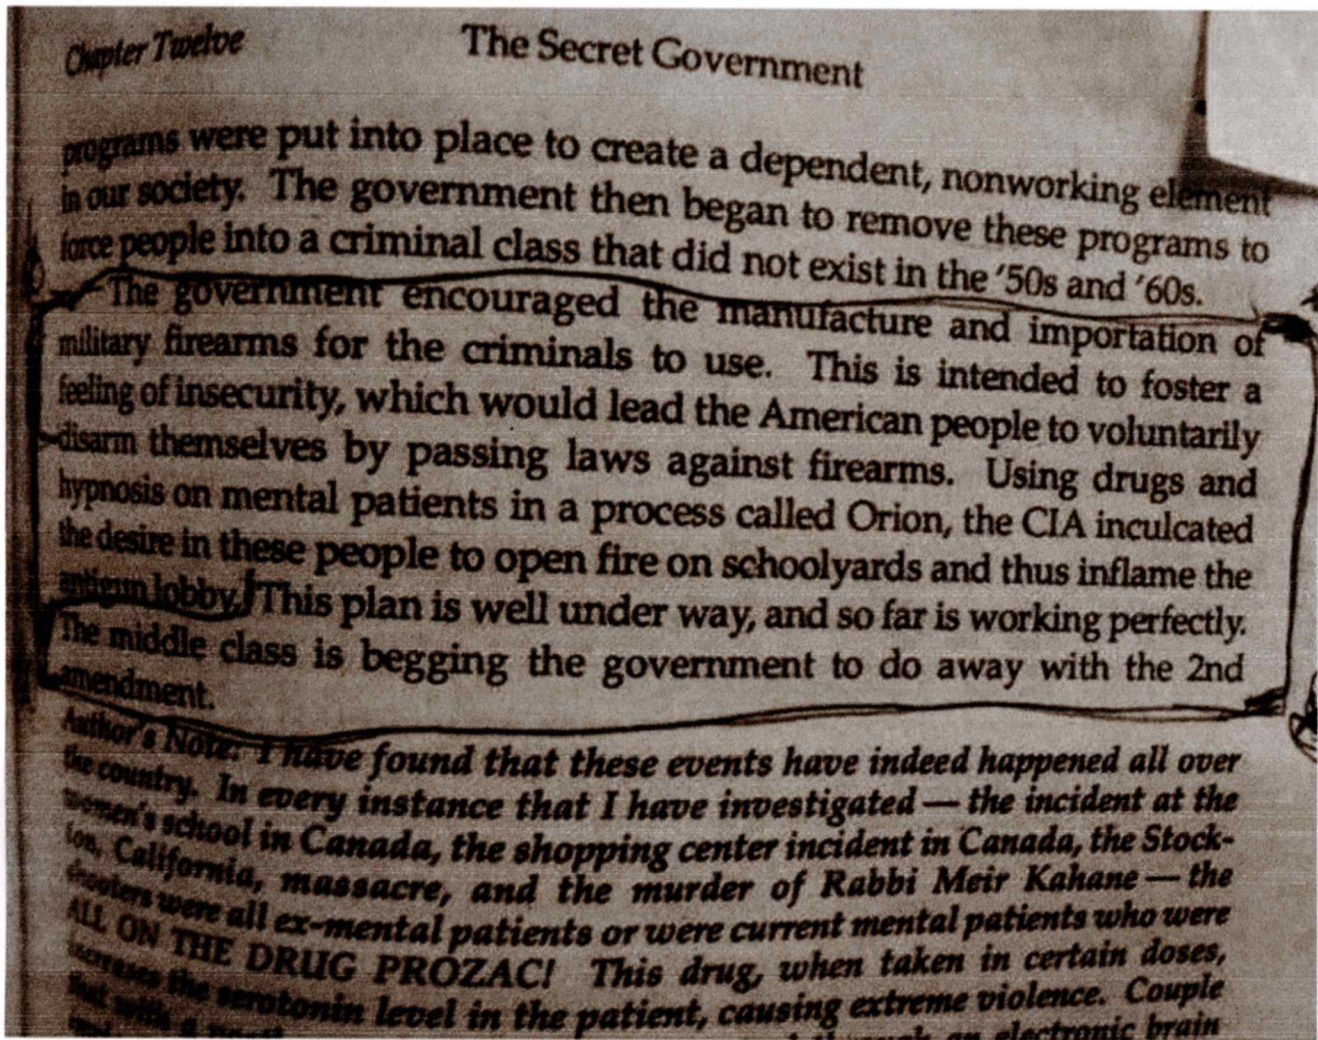 Chapter Twelve
The Secret Government
programs were put into place to create a dependent, nonworking element
in our society. The government then began to remove these programs to
force people into a criminal class that did not exist in the '50s and '60s.
The government encouraged the manufacture and importation of
military firearms for the criminals to use. This is intended to foster a
feeling of insecurity, which would lead the American people to voluntarily
disarm themselves by passing laws against firearms. Using drugs and
hypnosis on mental patients in a process called Orion, the CIA inculcated
the desire in these people to open fire on schoolyards and thus inflame the
antigun lobby. This plan is well under way, and so far is working perfectly.
The middle class is begging the government to do away with the 2nd
amendment.
Author's Note: I have found that these events have indeed happened all over
the country. In every instance that I have investigated — the incident at the
women's school in Canada, the shopping center incident in Canada, the Stock-
ton, California, massacre, and the murder of Rabbi Meir Kahane — the
shooters were all ex-mental patients or were current mental patients who were
ALL ON THE DRUG PROZAC! This drug, when taken in certain doses,
increases the serotonin level in the patient, causing extreme violence. Couple
that with a
through an electronic brain